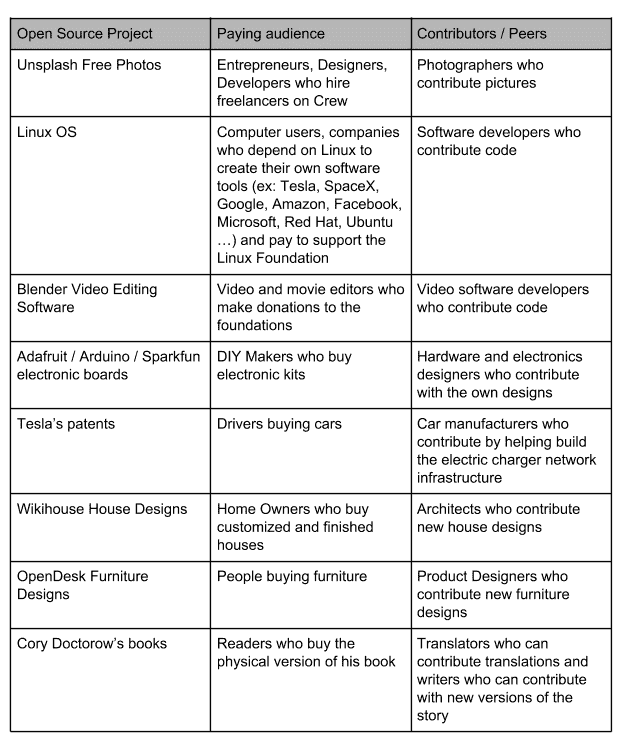 Open Source Project
Paying audience
Contributors / Peers
Unsplash Free Photos
Entrepreneurs, Designers,
Developers who hire
freelancers on Crew
Photographers who
contribute pictures
Linux OS
Computer users, companies
who depend on Linux to
create their own software
tools (ex: Tesla, SpaceX,
Google, Amazon, Facebook,
Microsoft, Red Hat, Ubuntu
…) and pay to support the
Linux Foundation
Software developers who
contribute code
Blender Video Editing
Software
Video and movie editors who
make donations to the
foundations
Video software developers
who contribute code
Adafruit / Arduino / Sparkfun
electronic boards
DIY Makers who buy
electronic kits
Hardware and electronics
designers who contribute
with the own designs
Tesla’s patents
Drivers buying cars
Car manufacturers who
contribute by helping build
the electric charger network
infrastructure
Wikihouse House Designs
Home Owners who buy
customized and finished
houses
Architects who contribute
new house designs
OpenDesk Furniture
Designs
People buying furniture
Product Designers who
contribute new furniture
designs
Cory Doctorow’s books
Readers who buy the
physical version of his book
Translators who can
contribute translations and
writers who can contribute
with new versions of the
story